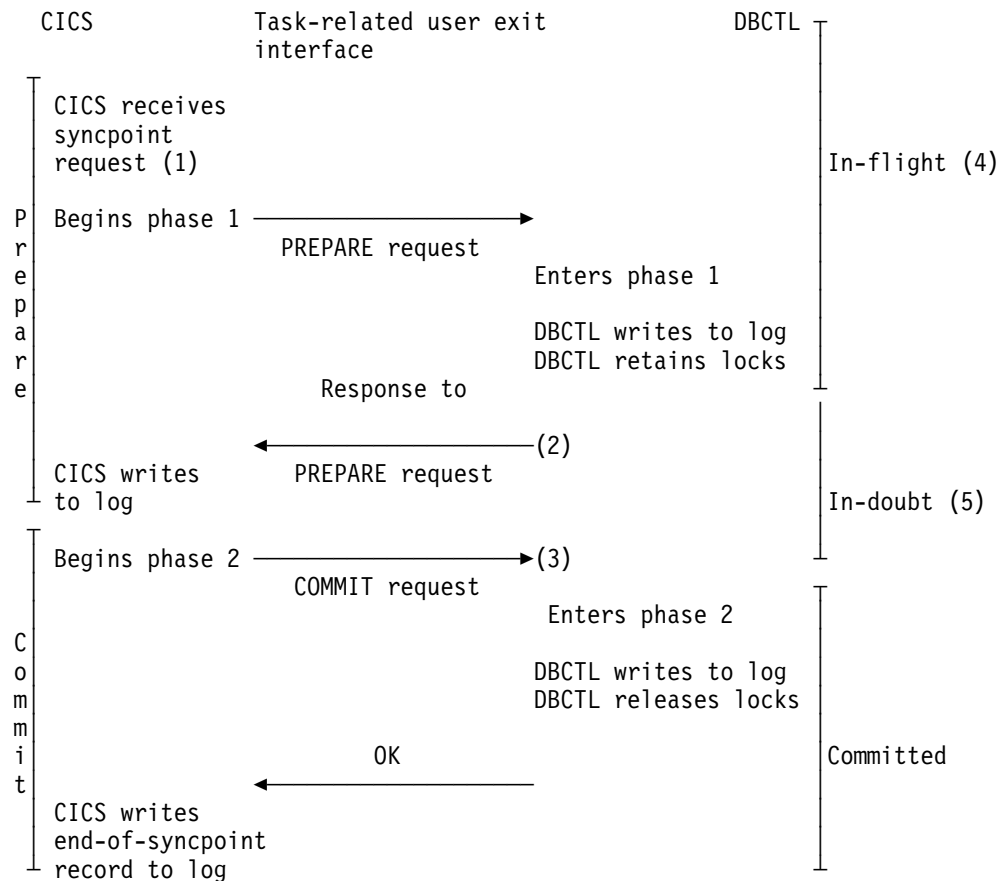 CICS Task-related user exit DBCTL
interface
CICS receives
syncpoint
request (1) In-flight (4)
Prepare
Begins phase 1
PREPARE request
Enters phase 1
DBCTL writes to log
DBCTL retains locks
Response to
(2)
CICS writes PREPARE request
to log In-doubt (5)
Begins phase 2 (3)
COMMIT request
Enters phase 2
Commit
DBCTL writes to log
DBCTL releases locks
OK Committed
CICS writes
end-of-syncpoint
record to log